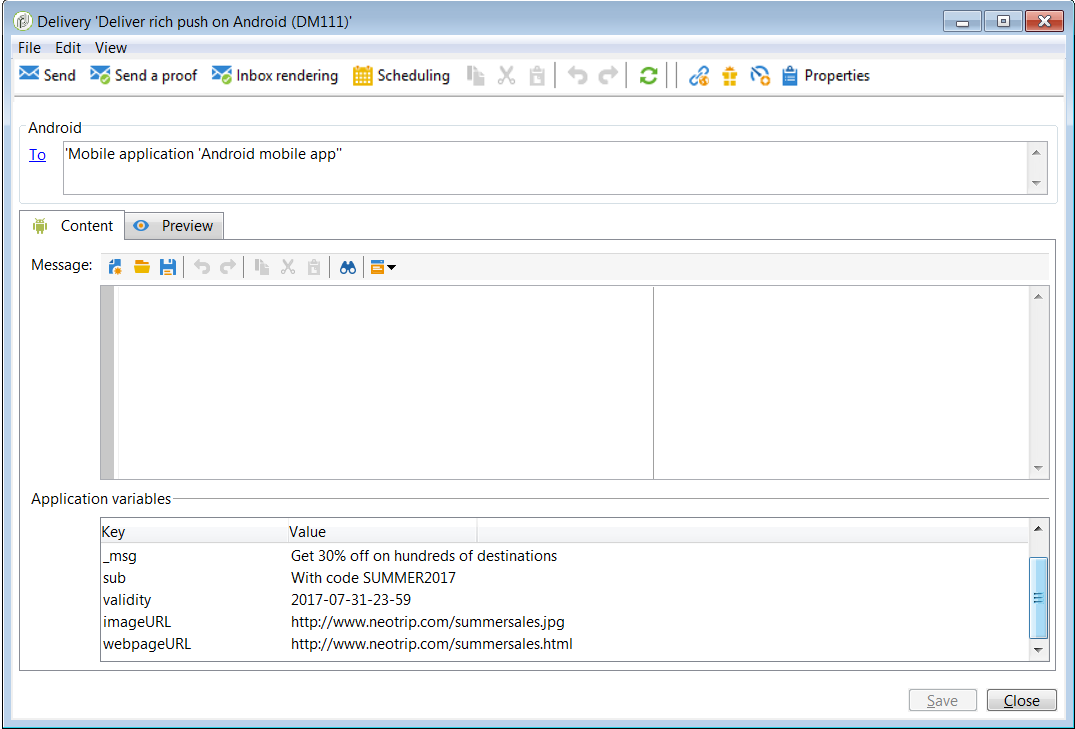 Delivery 'Deliver rich push on Android (DM111)'
File Edit View
Send Send a proof Inbox rendering Scheduling Properties
Android
To 'Mobile application 'Android mobile app''
Content Preview
Message:
Application variables
Key Value
_msg Get 30% off on hundreds of destinations
sub With code SUMMER2017
validity 2017-07-31-23-59
imageURL http://www.neotrip.com/summersales.jpg
webpageURL http://www.neotrip.com/summersales.html
Save Close